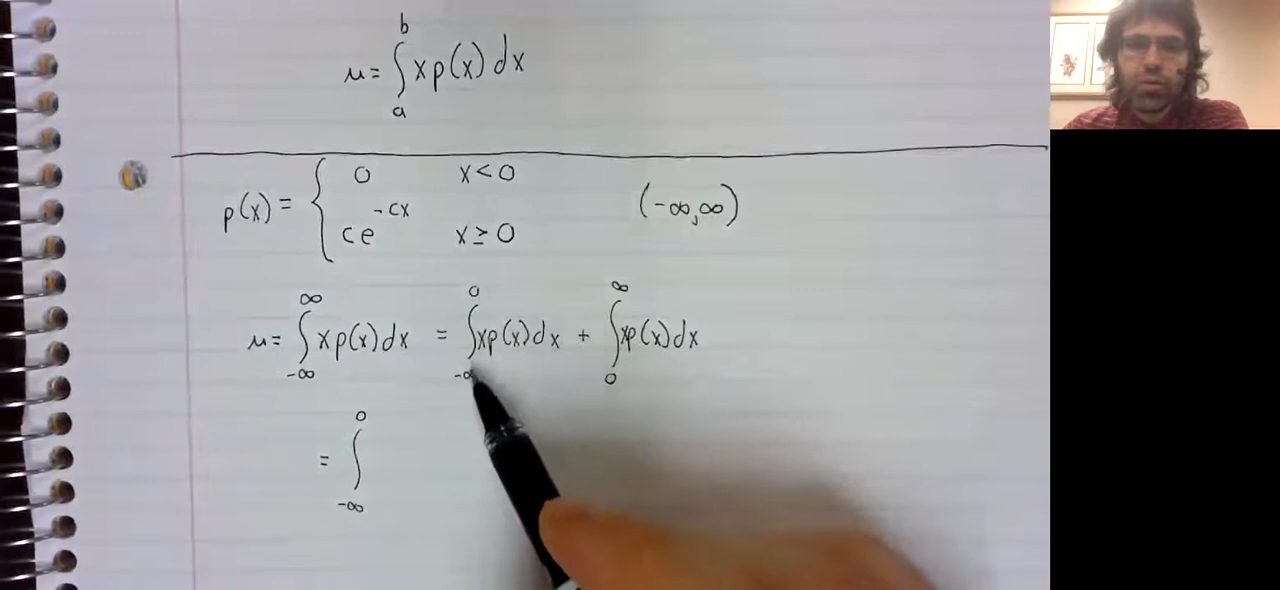 μ = ∫_a^b x p(x) dx
p(x) = { 0 x < 0
ce^{-cx} x ≥ 0
(-∞,∞)
μ = ∫_{-∞}^{∞} x p(x) dx = ∫_{-∞}^{0} x p(x) dx + ∫_{0}^{∞} x p(x) dx
= ∫_{-∞}^{0}